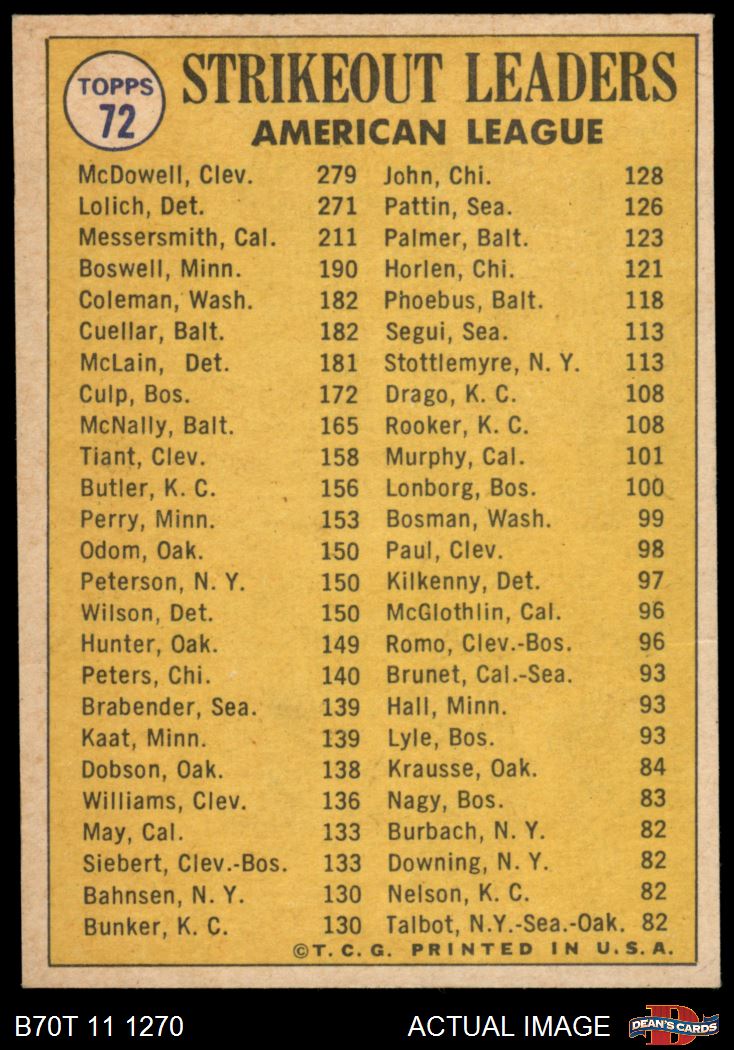 TOPPS
72
STRIKEOUT LEADERS
AMERICAN LEAGUE
McDowell, Clev. 279
Lolich, Det. 271
Messersmith, Cal. 211
Boswell, Minn. 190
Coleman, Wash. 182
Cuellar, Balt. 182
McLain, Det. 181
Culp, Bos. 172
McNally, Balt. 165
Tiant, Clev. 158
Butler, K. C. 156
Perry, Minn. 153
Odom, Oak. 150
Peterson, N. Y. 150
Wilson, Det. 150
Hunter, Oak. 149
Peters, Chi. 140
Brabender, Sea. 139
Kaat, Minn. 139
Dobson, Oak. 138
Williams, Clev. 136
May, Cal. 133
Siebert, Clev.-Bos. 133
Bahnsen, N. Y. 130
Bunker, K. C. 130
John, Chi. 128
Pattin, Sea. 126
Palmer, Balt. 123
Horlen, Chi. 121
Phoebus, Balt. 118
Segui, Sea. 113
Stottlemyre, N. Y. 113
Drago, K. C. 108
Rooker, K. C. 108
Murphy, Cal. 101
Lonborg, Bos. 100
Bosman, Wash. 99
Paul, Clev. 98
Kilkenny, Det. 97
McGlothlin, Cal. 96
Romo, Clev.-Bos. 96
Brunet, Cal.-Sea. 93
Hall, Minn. 93
Lyle, Bos. 93
Krausse, Oak. 84
Nagy, Bos. 83
Burbach, N. Y. 82
Downing, N. Y. 82
Nelson, K. C. 82
Talbot, N.Y.-Sea.-Oak. 82
©T. C. G. PRINTED IN U. S. A.
B70T 11 1270
ACTUAL IMAGE
DEAN'S CARDS